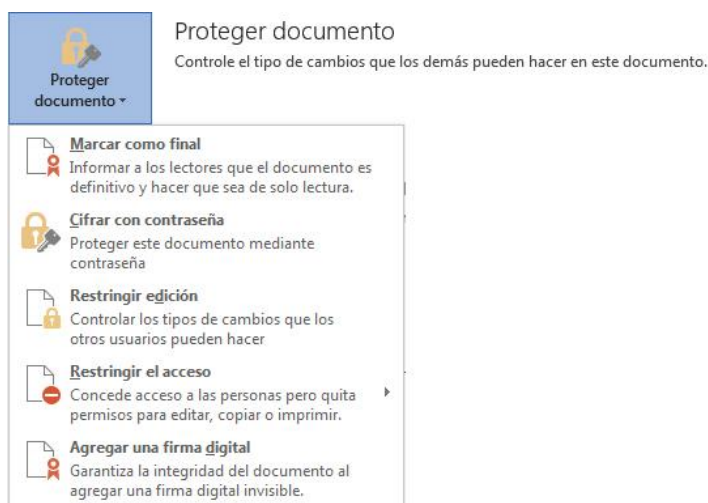 Proteger documento
Controle el tipo de cambios que los demás pueden hacer en este documento.
Proteger
documento
Marcar como final
Informar a los lectores que el documento es
definitivo y hacer que sea de solo lectura.
Cifrar con contraseña
Proteger este documento mediante
contraseña
Restringir edición
Controlar los tipos de cambios que los
otros usuarios pueden hacer
Restringir el acceso
Concede acceso a las personas pero quita
permisos para editar, copiar o imprimir.
Agregar una firma digital
Garantiza la integridad del documento al
agregar una firma digital invisible.